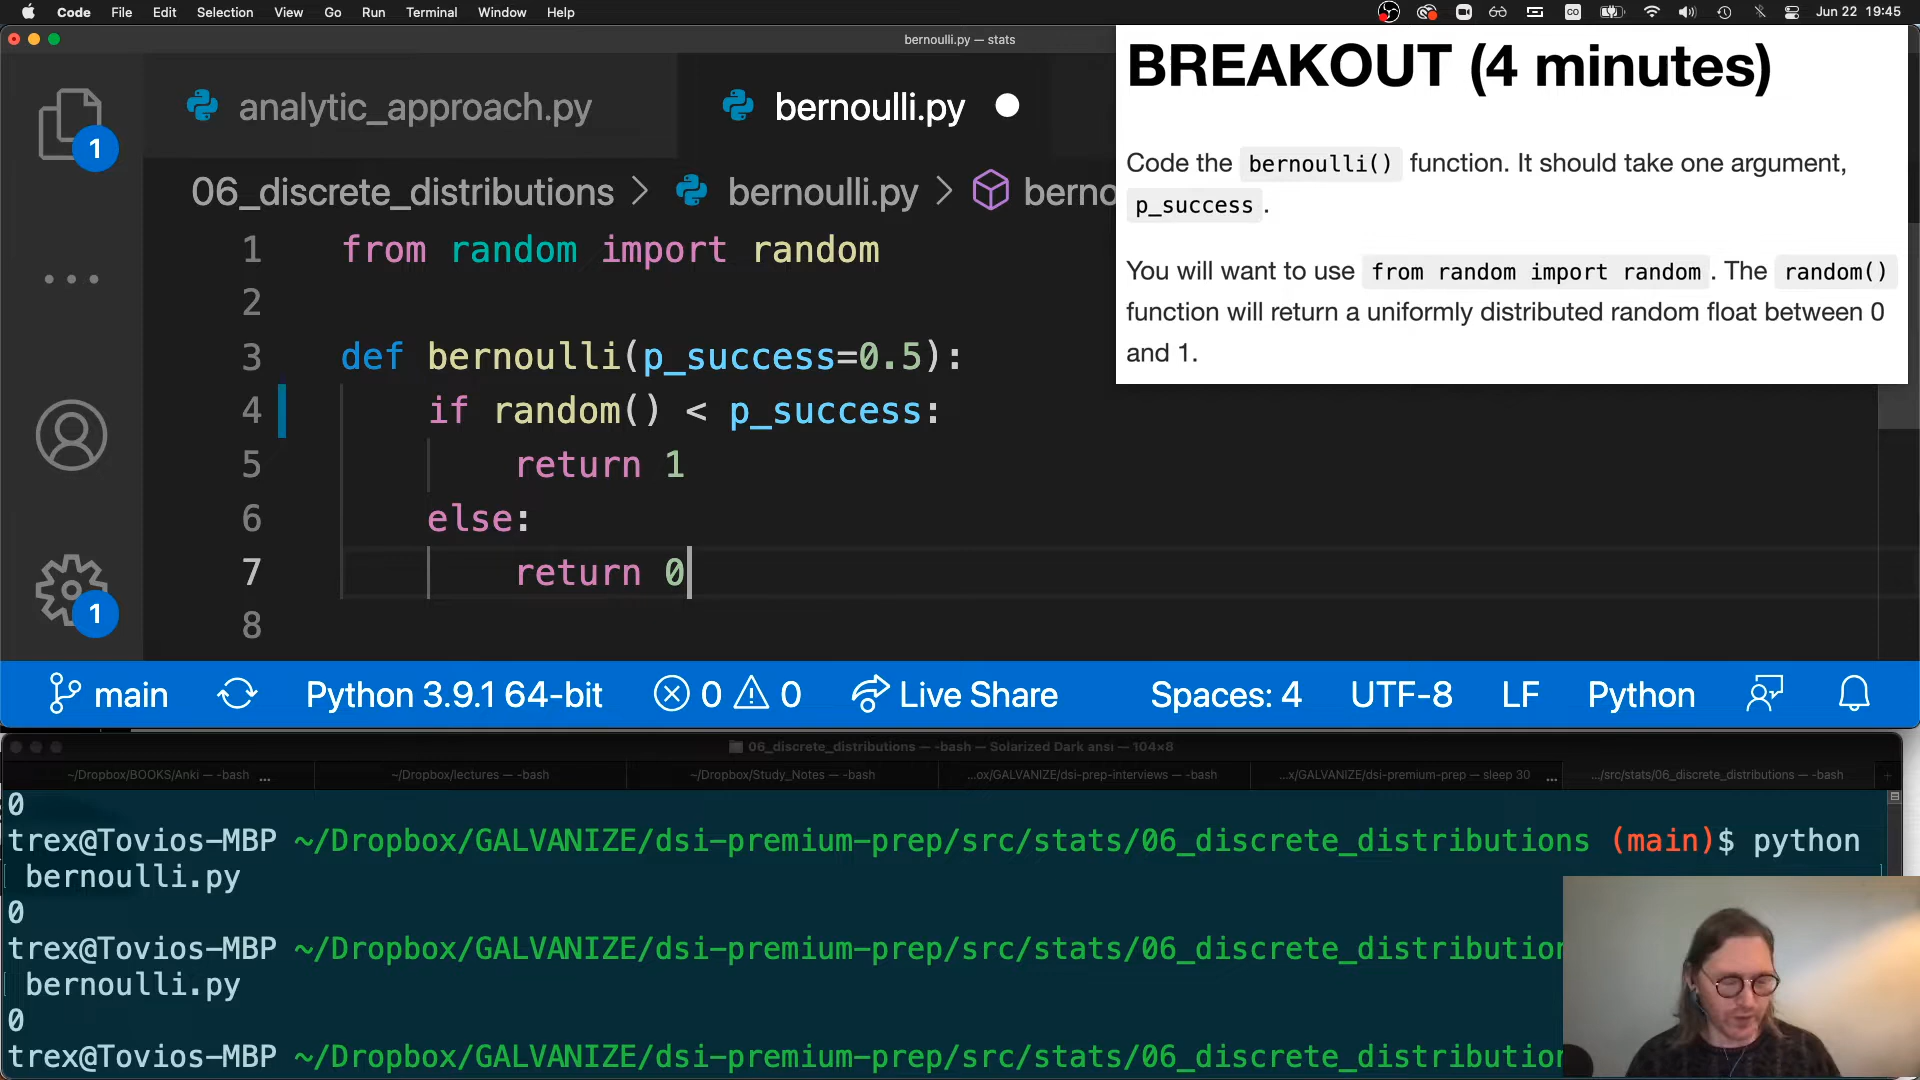 Code File Edit Selection View Go Run Terminal Window Help Jun 22 19:45
bernoulli.py — stats
BREAKOUT (4 minutes)
Code the bernoulli() function. It should take one argument,
p_success .
You will want to use from random import random . The random()
function will return a uniformly distributed random float between 0
and 1.
analytic_approach.py bernoulli.py
1
06_discrete_distributions > bernoulli.py > berno
1 from random import random
2
3 def bernoulli(p_success=0.5):
4 if random() < p_success:
5 return 1
6 else:
7 return 0
8
1
main Python 3.9.1 64-bit 0 0 Live Share Spaces: 4 UTF-8 LF Python
06_discrete_distributions — -bash — Solarized Dark ansi — 104×8
~/Dropbox/BOOKS/Anki — -bash ... ~/Dropbox/lectures — -bash ~/Dropbox/Study_Notes — -bash ...ox/GALVANIZE/dsi-prep-interviews — -bash ...x/GALVANIZE/dsi-premium-prep — sleep 30 ... .../src/stats/06_discrete_distributions — -bash +
0
trex@Tovios-MBP ~/Dropbox/GALVANIZE/dsi-premium-prep/src/stats/06_discrete_distributions (main)$ python
bernoulli.py
0
trex@Tovios-MBP ~/Dropbox/GALVANIZE/dsi-premium-prep/src/stats/06_discrete_distribution
bernoulli.py
0
trex@Tovios-MBP ~/Dropbox/GALVANIZE/dsi-premium-prep/src/stats/06_discrete_distribution